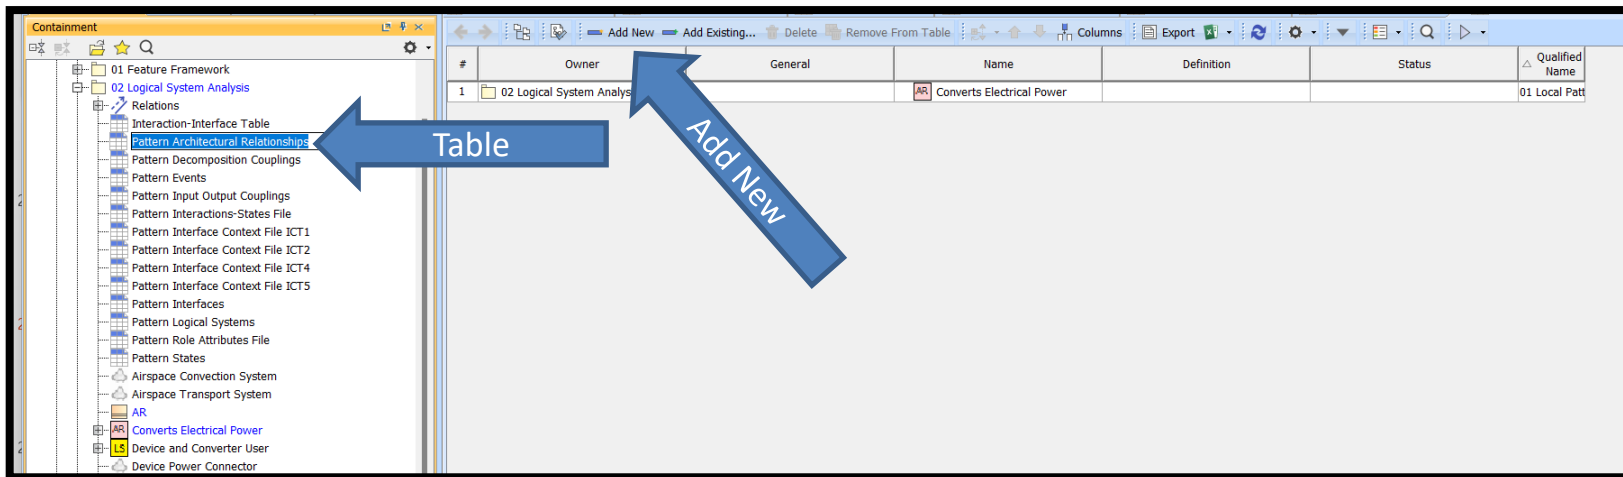 Containment
Add New
Add Existing...
Delete
Remove From Table
Columns
Export
01 Feature Framework
02 Logical System Analysis
Relations
Interaction-Interface Table
Pattern Architectural Relationships
Pattern Decomposition Couplings
Pattern Events
Pattern Input Output Couplings
Pattern Interactions-States File
Pattern Interface Context File ICT1
Pattern Interface Context File ICT2
Pattern Interface Context File ICT4
Pattern Interface Context File ICT5
Pattern Interfaces
Pattern Logical Systems
Pattern Role Attributes File
Pattern States
Airspace Convection System
Airspace Transport System
AR
AR Converts Electrical Power
LS Device and Converter User
Device Power Connector
# Owner General Name Definition Status Qualified
Name
1 02 Logical System Analys AR Converts Electrical Power 01 Local Patt
Table
Add New